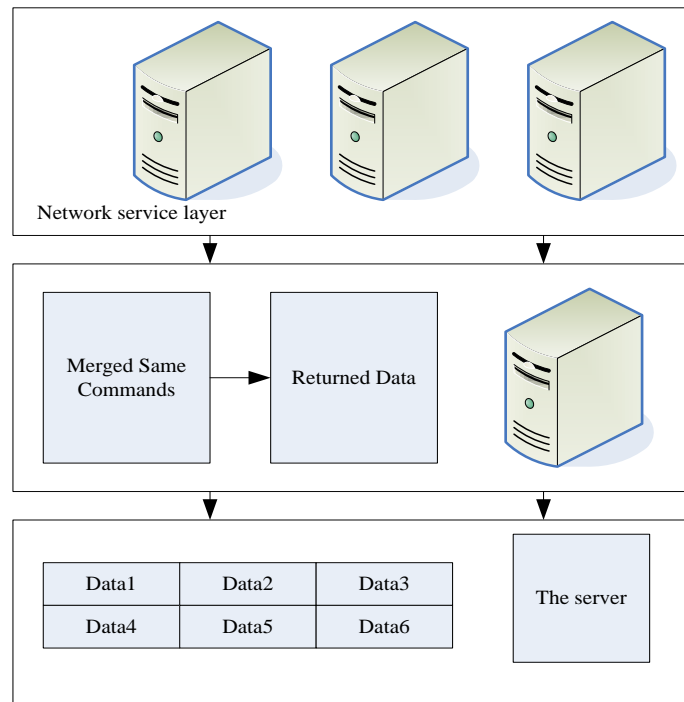 Network service layer
Merged Same
Commands
Returned Data
Data1
Data2
Data3
Data4
Data5
Data6
The server